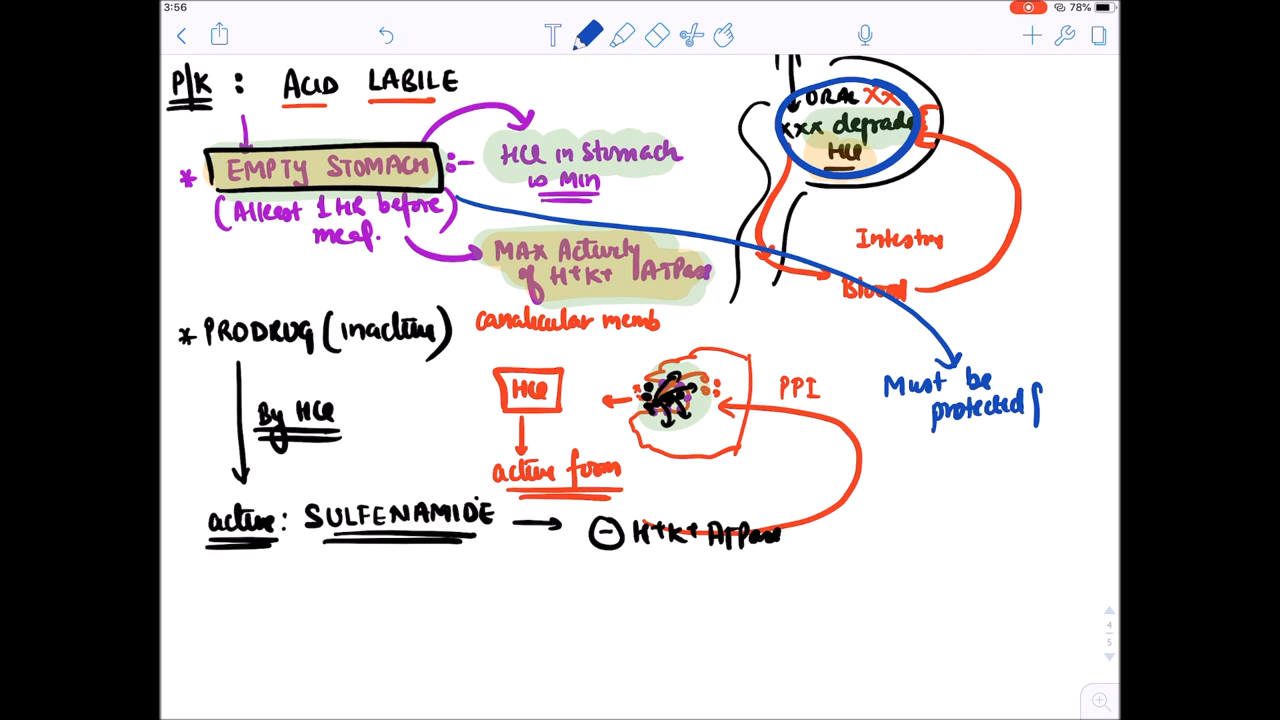 3:56
78%
P/K : ACID LABILE
* EMPTY STOMACH :-
HCl in Stomach
is MIN
(Atleast 1 HR before
meal.
MAX Activity
of H+K+ ATPase
ORAL XX
xxx degrade
HCl
Intestine
Blood
Must be
protected
* PRODRUG (inactive)
canalicular memb
By HCl
HCl
PPI
active form
active: SULFENAMIDE → ⊖ H+K+ ATPase
4
5